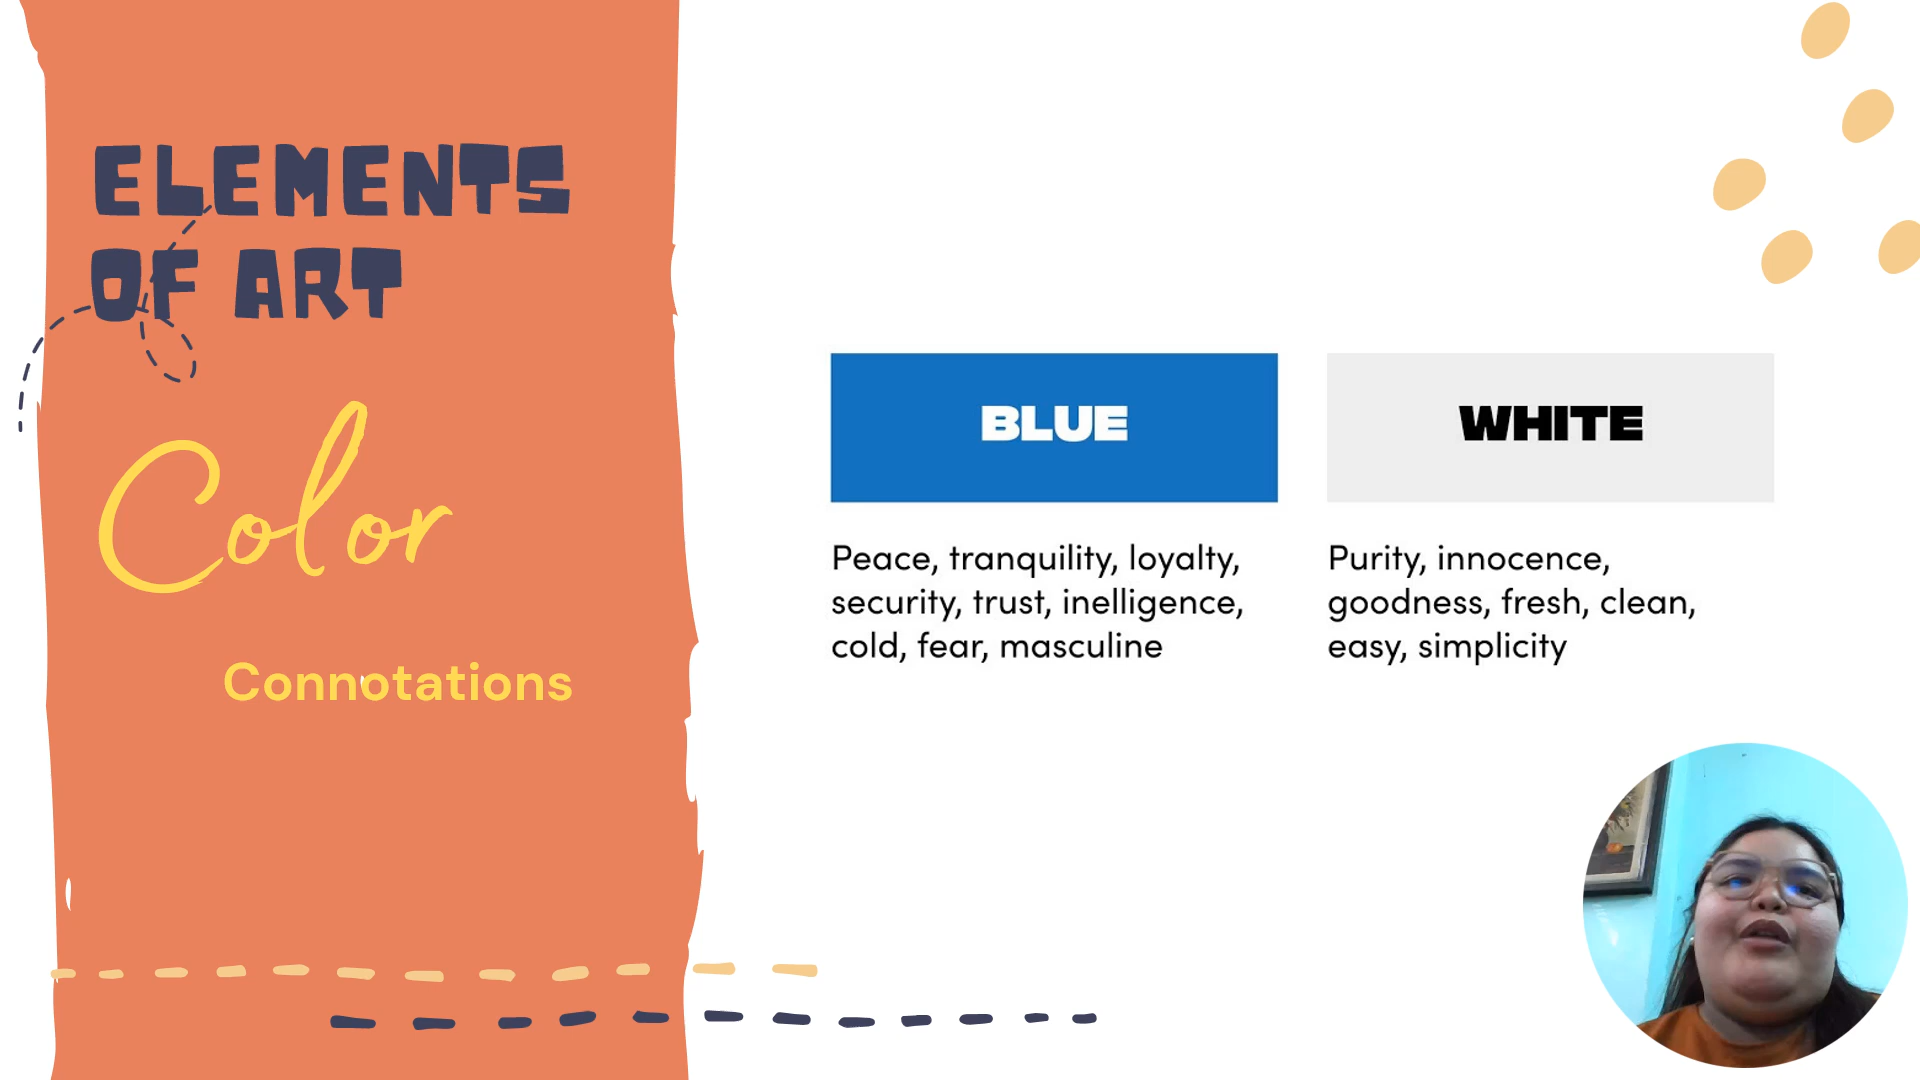 ELEMENTS
OF ART
Color
Connotations
BLUE
Peace, tranquility, loyalty,
security, trust, inelligence,
cold, fear, masculine
WHITE
Purity, innocence,
goodness, fresh, clean,
easy, simplicity